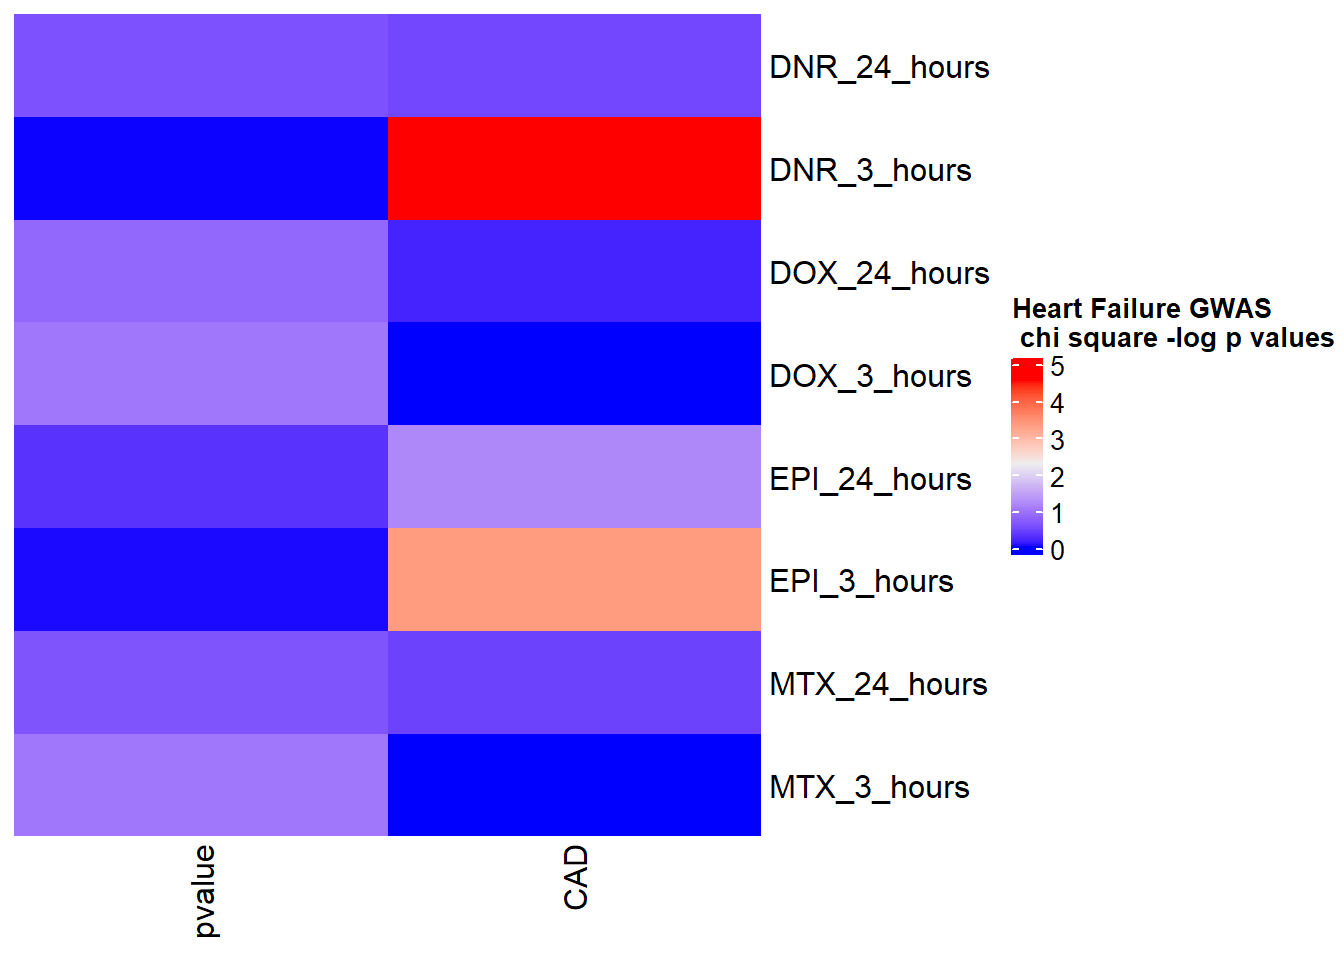 DNR_24_hours
DNR_3_hours
DOX_24_hours
DOX_3_hours
EPI_24_hours
EPI_3_hours
MTX_24_hours
MTX_3_hours
Heart Failure GWAS
chi square -log p values
5
4
3
2
1
0
pvalue
CAD